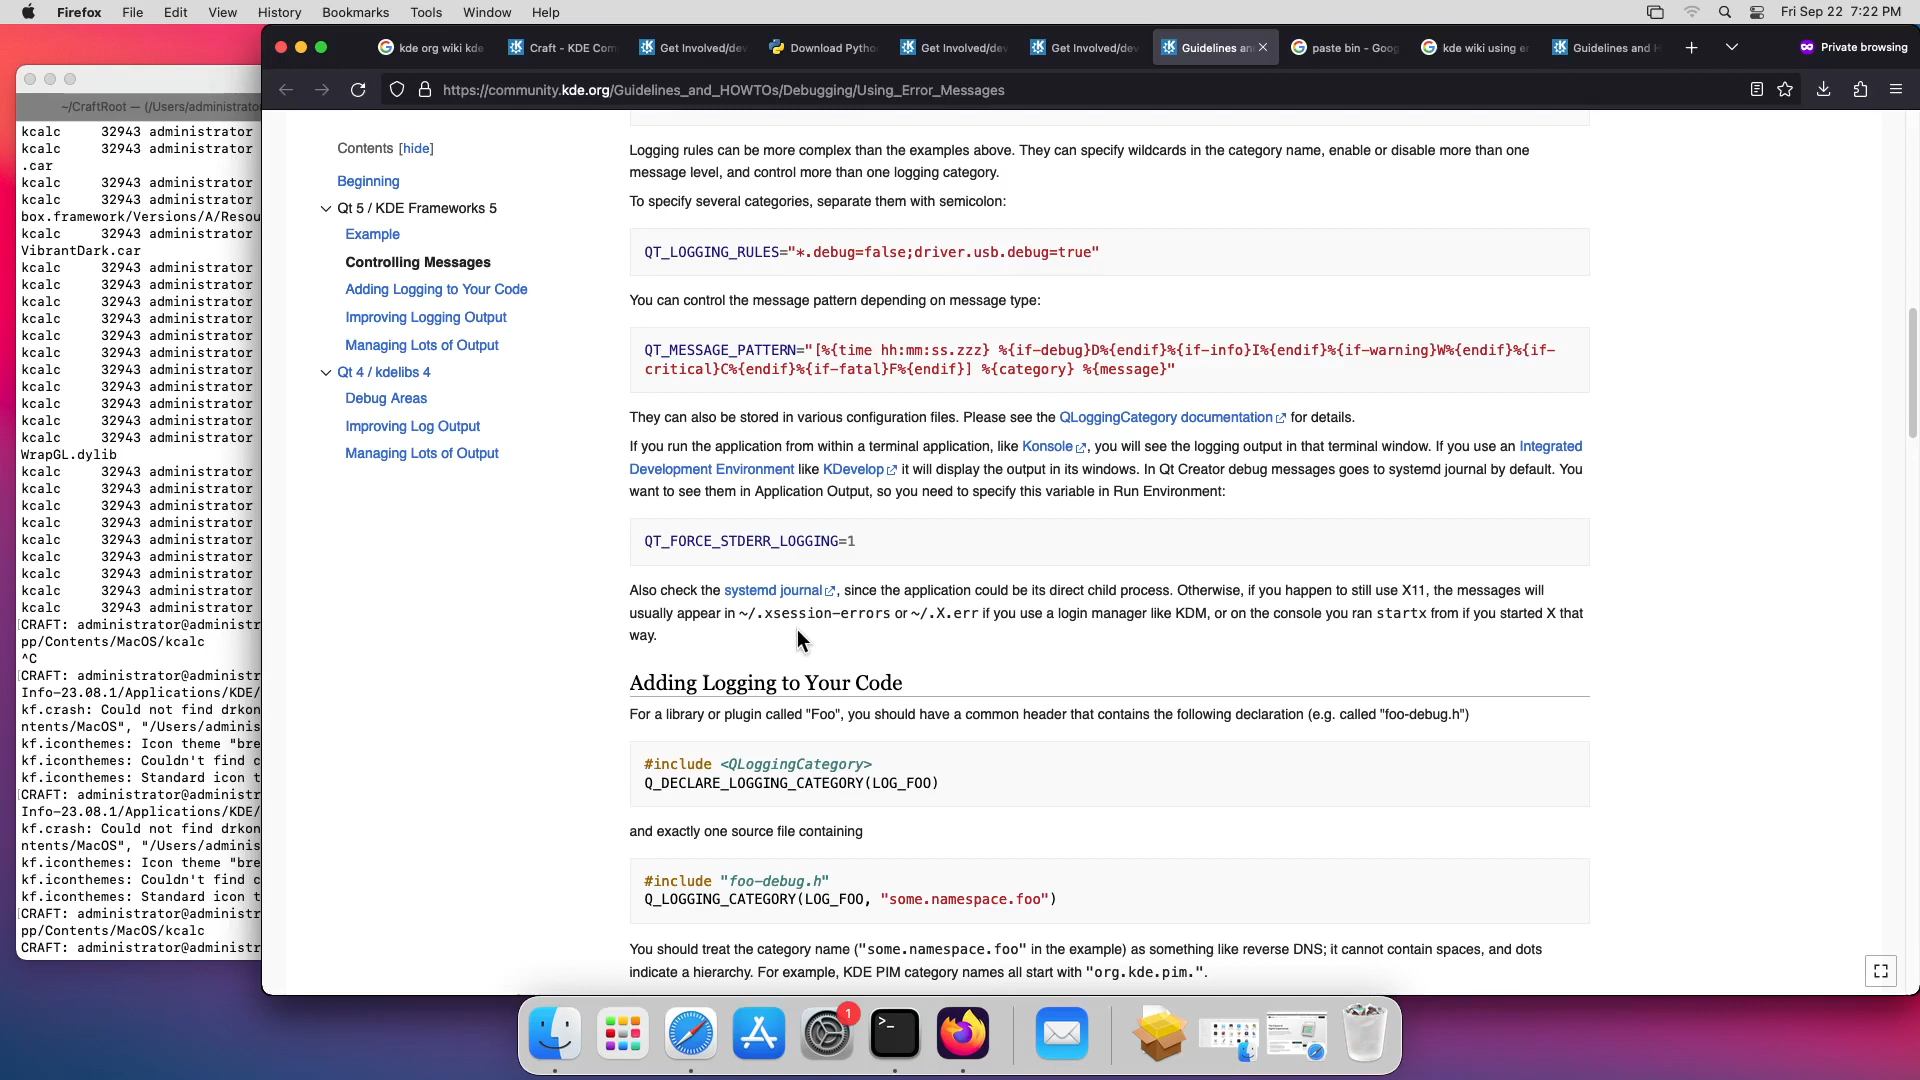 Firefox File Edit View History Bookmarks Tools Window Help
Fri Sep 22 7:22 PM
kde org wiki kde
Craft - KDE Com
Get Involved/dev
Download Pytho
Get Involved/dev
Get Involved/dev
Guidelines an
paste bin - Goog
kde wiki using er
Guidelines and H
Private browsing
https://community.kde.org/Guidelines_and_HOWTOs/Debugging/Using_Error_Messages
~/CraftRoot — (/Users/administrato
kcalc 32943 administrator
kcalc 32943 administrator
.car
kcalc 32943 administrator
kcalc 32943 administrator
box.framework/Versions/A/Resou
kcalc 32943 administrator
VibrantDark.car
kcalc 32943 administrator
kcalc 32943 administrator
kcalc 32943 administrator
kcalc 32943 administrator
kcalc 32943 administrator
kcalc 32943 administrator
kcalc 32943 administrator
kcalc 32943 administrator
kcalc 32943 administrator
kcalc 32943 administrator
kcalc 32943 administrator
WrapGL.dylib
kcalc 32943 administrator
kcalc 32943 administrator
kcalc 32943 administrator
kcalc 32943 administrator
kcalc 32943 administrator
kcalc 32943 administrator
kcalc 32943 administrator
kcalc 32943 administrator
kcalc 32943 administrator
CRAFT: administrator@administr
pp/Contents/MacOS/kcalc
^C
CRAFT: administrator@administr
Info-23.08.1/Applications/KDE/
kf.crash: Could not find drkon
ntents/MacOS", "/Users/adminis
kf.iconthemes: Icon theme "bre
kf.iconthemes: Couldn't find c
kf.iconthemes: Standard icon t
CRAFT: administrator@administr
Info-23.08.1/Applications/KDE/
kf.crash: Could not find drkon
ntents/MacOS", "/Users/adminis
kf.iconthemes: Icon theme "bre
kf.iconthemes: Couldn't find c
kf.iconthemes: Standard icon t
CRAFT: administrator@administr
pp/Contents/MacOS/kcalc
CRAFT: administrator@administr
Contents [hide]
Beginning
Qt 5 / KDE Frameworks 5
Example
Controlling Messages
Adding Logging to Your Code
Improving Logging Output
Managing Lots of Output
Qt 4 / kdelibs 4
Debug Areas
Improving Log Output
Managing Lots of Output
Logging rules can be more complex than the examples above. They can specify wildcards in the category name, enable or disable more than one
message level, and control more than one logging category.
To specify several categories, separate them with semicolon:
QT_LOGGING_RULES="*.debug=false;driver.usb.debug=true"
You can control the message pattern depending on message type:
QT_MESSAGE_PATTERN="[%{time hh:mm:ss.zzz} %{if-debug}D%{endif}%{if-info}I%{endif}%{if-warning}W%{endif}%{if-
critical}C%{endif}%{if-fatal}F%{endif}] %{category} %{message}"
They can also be stored in various configuration files. Please see the QLoggingCategory documentation for details.
If you run the application from within a terminal application, like Konsole, you will see the logging output in that terminal window. If you use an Integrated
Development Environment like KDevelop it will display the output in its windows. In Qt Creator debug messages goes to systemd journal by default. You
want to see them in Application Output, so you need to specify this variable in Run Environment:
QT_FORCE_STDERR_LOGGING=1
Also check the systemd journal, since the application could be its direct child process. Otherwise, if you happen to still use X11, the messages will
usually appear in ~/.xsession-errors or ~/.X.err if you use a login manager like KDM, or on the console you ran startx from if you started X that
way.
Adding Logging to Your Code
For a library or plugin called "Foo", you should have a common header that contains the following declaration (e.g. called "foo-debug.h")
#include <QLoggingCategory>
Q_DECLARE_LOGGING_CATEGORY(LOG_FOO)
and exactly one source file containing
#include "foo-debug.h"
Q_LOGGING_CATEGORY(LOG_FOO, "some.namespace.foo")
You should treat the category name ("some.namespace.foo" in the example) as something like reverse DNS; it cannot contain spaces, and dots
indicate a hierarchy. For example, KDE PIM category names all start with "org.kde.pim.".
1